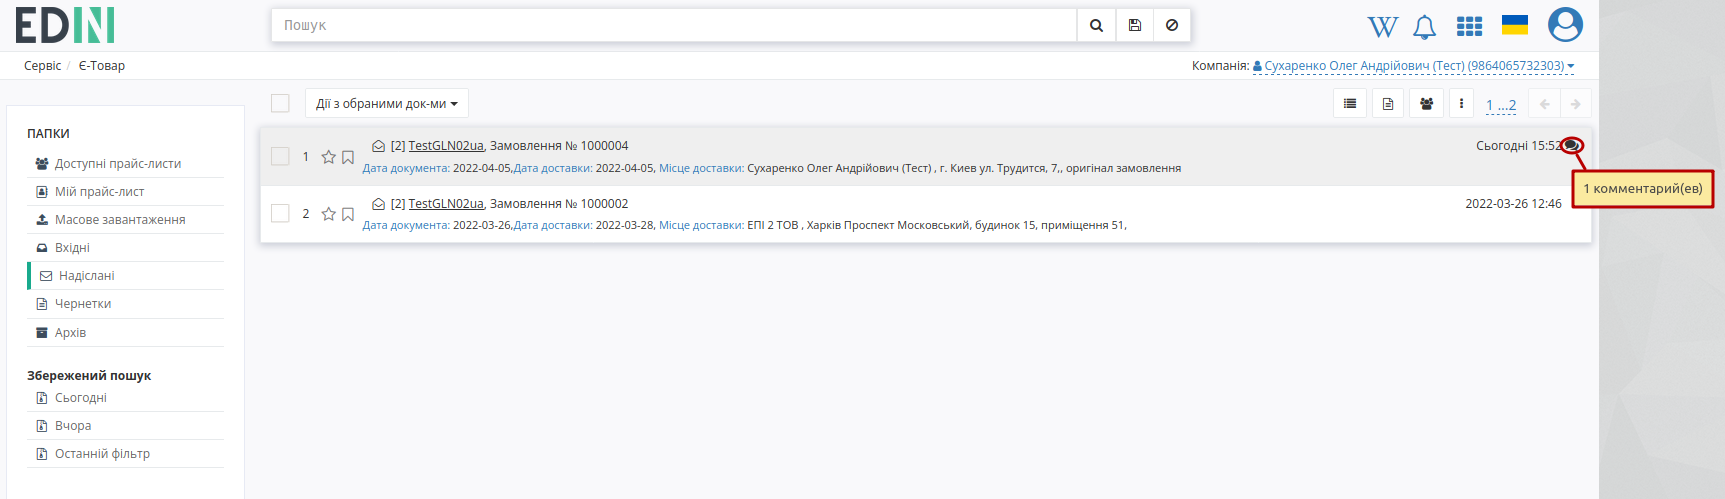 EDIN
Пошук
Сервіс / Є-Товар
Компанія: Сухаренко Олег Андрійович (Тест) (9864065732303)
Дії з обраними док-ми
1 ...2
ПАПКИ
Доступні прайс-листи
Мій прайс-лист
Масове завантаження
Вхідні
Надіслані
Чернетки
Архів
Збережений пошук
Сьогодні
Вчора
Останній фільтр
1 [2] TestGLN02ua, Замовлення № 1000004 Сьогодні 15:52
Дата документа: 2022-04-05,Дата доставки: 2022-04-05, Місце доставки: Сухаренко Олег Андрійович (Тест) , г. Киев ул. Трудится, 7,, оригінал замовлення
1 комментарий(ев)
2 [2] TestGLN02ua, Замовлення № 1000002 2022-03-26 12:46
Дата документа: 2022-03-26,Дата доставки: 2022-03-28, Місце доставки: ЕПІ 2 ТОВ , Харків Проспект Московський, будинок 15, приміщення 51,